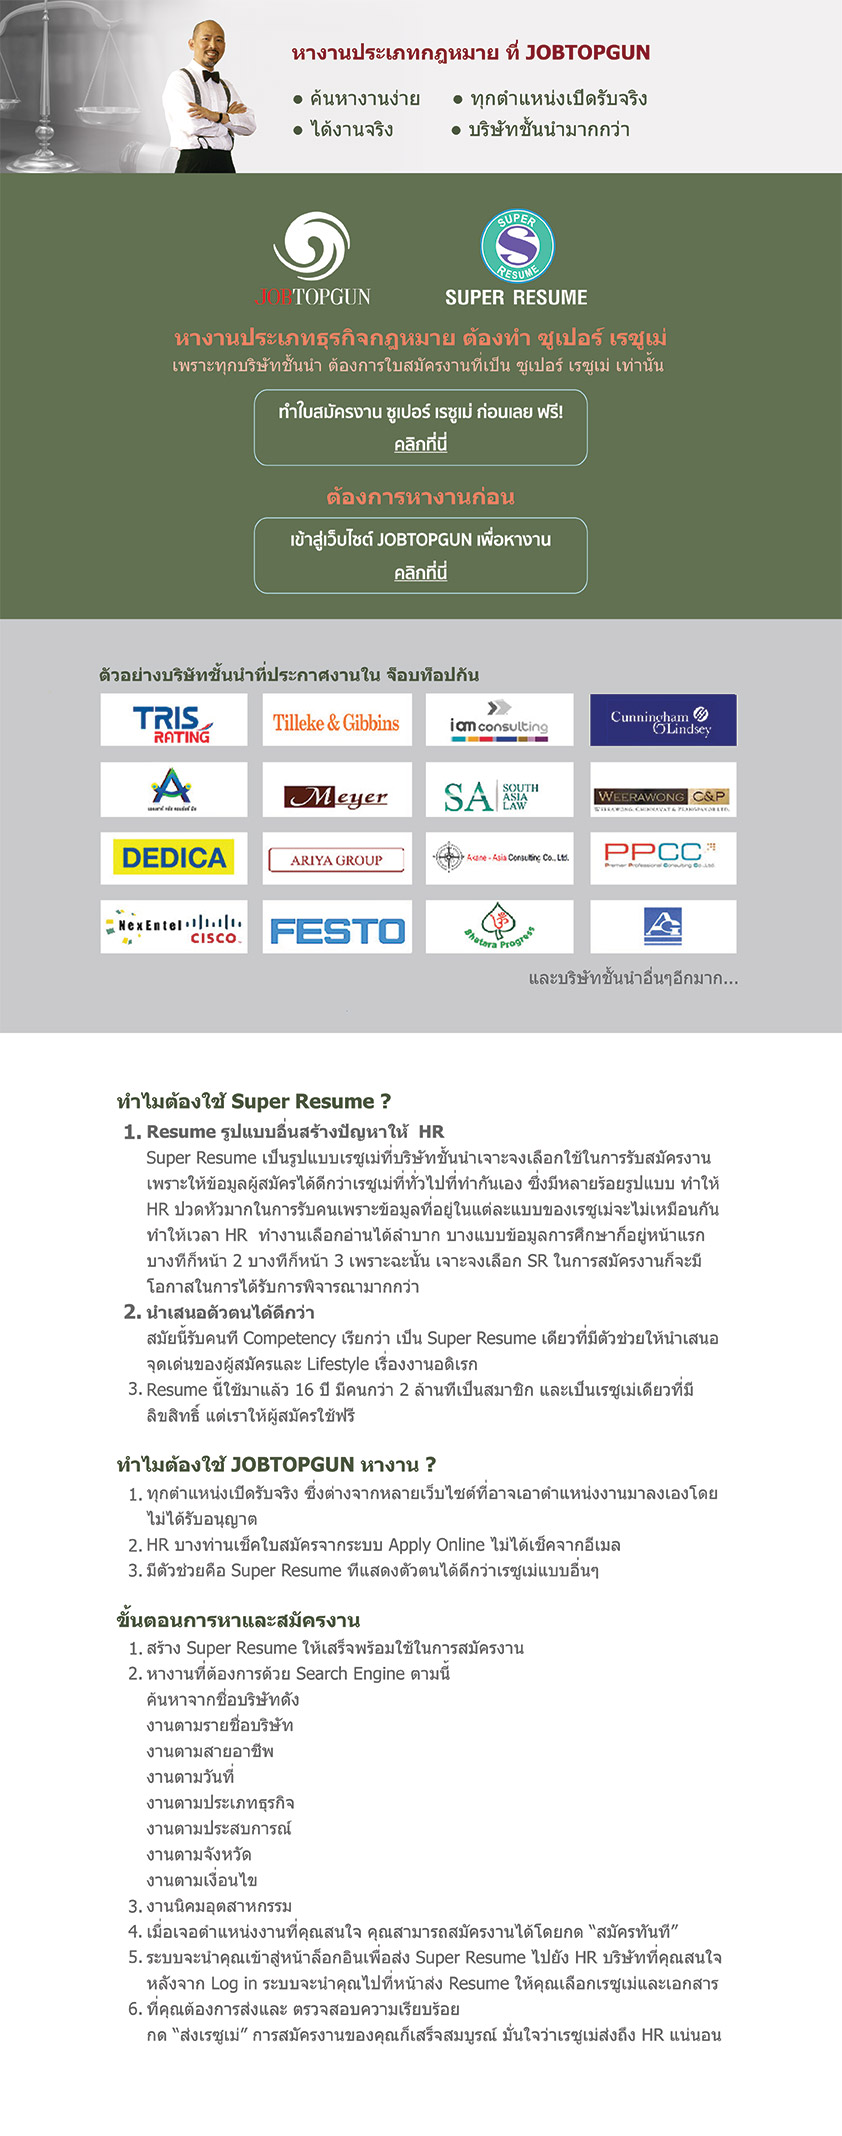 หางานประเภทกฎหมาย ที่ JOBTOPGUN
● ค้นหางานง่าย ● ทุกตำแหน่งเปิดรับจริง
● ได้งานจริง ● บริษัทชั้นนำมากกว่า
SUPER
S
RESUME
JOBTOPGUN
SUPER RESUME
หางานประเภทธุรกิจกฎหมาย ต้องทำ ซูเปอร์ เรซูเม่
เพราะทุกบริษัทชั้นนำ ต้องการใบสมัครงานที่เป็น ซูเปอร์ เรซูเม่ เท่านั้น
ทำใบสมัครงาน ซูเปอร์ เรซูเม่ ก่อนเลย ฟรี!
คลิกที่นี่
ต้องการหางานก่อน
เข้าสู่เว็บไซต์ JOBTOPGUN เพื่อหางาน
คลิกที่นี่
ตัวอย่างบริษัทชั้นนำที่ประกาศงานใน จ๊อบท็อปกัน
TRIS RATING
Tilleke & Gibbins
i am consulting
Cunningham Lindsey
Meyer
SA SOUTH ASIA LAW
WEERAWONG C&P
DEDICA
ARIYA GROUP
Akane - Asia Consulting Co., Ltd.
PPCC
Premier Professional Consulting Co.,Ltd.
NexEntel CISCO
FESTO
Bhatara Progress
และบริษัทชั้นนำอื่นๆอีกมาก...
ทำไมต้องใช้ Super Resume ?
1. Resume รูปแบบอื่นสร้างปัญหาให้ HR
Super Resume เป็นรูปแบบเรซูเม่ที่บริษัทชั้นนำเจาะจงเลือกใช้ในการรับสมัครงาน
เพราะให้ข้อมูลผู้สมัครได้ดีกว่าเรซูเม่ที่ทั่วไปที่ทำกันเอง ซึ่งมีหลายร้อยรูปแบบ ทำให้
HR ปวดหัวมากในการรับคนเพราะข้อมูลที่อยู่ในแต่ละแบบของเรซูเม่จะไม่เหมือนกัน
ทำให้เวลา HR ทำงานเลือกอ่านได้ลำบาก บางแบบข้อมูลการศึกษาก็อยู่หน้าแรก
บางทีก็หน้า 2 บางทีก็หน้า 3 เพราะฉะนั้น เจาะจงเลือก SR ในการสมัครงานก็จะมี
โอกาสในการได้รับการพิจารณามากกว่า
2. นำเสนอตัวตนได้ดีกว่า
สมัยนี้รับคนที่ Competency เรียกว่า เป็น Super Resume เดียวที่มีตัวช่วยให้นำเสนอ
จุดเด่นของผู้สมัครและ Lifestyle เรื่องงานอดิเรก
3. Resume นี้ใช้มาแล้ว 16 ปี มีคนกว่า 2 ล้านที่เป็นสมาชิก และเป็นเรซูเม่เดียวที่มี
ลิขสิทธิ์ แต่เราให้ผู้สมัครใช้ฟรี
ทำไมต้องใช้ JOBTOPGUN หางาน ?
1. ทุกตำแหน่งเปิดรับจริง ซึ่งต่างจากหลายเว็บไซต์ที่อาจเอาตำแหน่งงานมาลงเองโดย
ไม่ได้รับอนุญาต
2. HR บางท่านเช็คใบสมัครจากระบบ Apply Online ไม่ได้เช็คจากอีเมล
3. มีตัวช่วยคือ Super Resume ที่แสดงตัวตนได้ดีกว่าเรซูเม่แบบอื่นๆ
ขั้นตอนการหาและสมัครงาน
1. สร้าง Super Resume ให้เสร็จพร้อมใช้ในการสมัครงาน
2. หางานที่ต้องการด้วย Search Engine ตามนี้
ค้นหาจากชื่อบริษัทดัง
งานตามรายชื่อบริษัท
งานตามสายอาชีพ
งานตามวันที่
งานตามประเภทธุรกิจ
งานตามประสบการณ์
งานตามจังหวัด
งานตามเงื่อนไข
3. งานนิคมอุตสาหกรรม
4. เมื่อเจอตำแหน่งงานที่คุณสนใจ คุณสามารถสมัครงานได้โดยกด “สมัครทันที”
5. ระบบจะนำคุณเข้าสู่หน้าล็อกอินเพื่อส่ง Super Resume ไปยัง HR บริษัทที่คุณสนใจ
หลังจาก Log in ระบบจะนำคุณไปที่หน้าส่ง Resume ให้คุณเลือกเรซูเม่และเอกสาร
6. ที่คุณต้องการส่งและ ตรวจสอบความเรียบร้อย
กด “ส่งเรซูเม่” การสมัครงานของคุณก็เสร็จสมบูรณ์ มั่นใจว่าเรซูเม่ส่งถึง HR แน่นอน